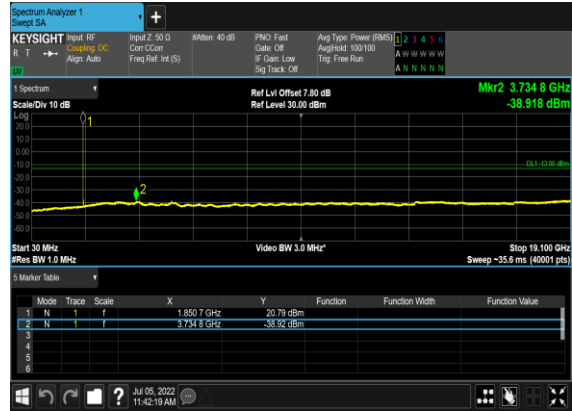 Spectrum Analyzer 1
Swept SA
KEYSIGHT Input: RF Input Z: 50 Ω #Atten: 40 dB PNO: Fast Avg Type: Power (RMS) 1 2 3 4 5 6
R T Coupling: DC Corr CCorr Gate: Off Avg|Hold: 100/100 A W W W W W
Align: Auto Freq Ref: Int (S) IF Gain: Low Trig: Free Run
Sig Track: Off A N N N N N
1 Spectrum Ref Lvl Offset 7.80 dB Mkr2 3.734 8 GHz
Scale/Div 10 dB Ref Level 30.00 dBm -38.918 dBm
Log
1
20.0
10.0
0.00
-10.0
DL1 -13.00 dBm
-20.0
-30.0
2
-40.0
-50.0
-60.0
Start 30 MHz Video BW 3.0 MHz* Stop 19.100 GHz
#Res BW 1.0 MHz Sweep ~35.6 ms (40001 pts)
5 Marker Table
Mode Trace Scale X Y Function Function Width Function Value
1 N 1 f 1.850 7 GHz 20.79 dBm
2 N 1 f 3.734 8 GHz -38.92 dBm
3
4
5
6
? Jul 05, 2022
11:42:19 AM